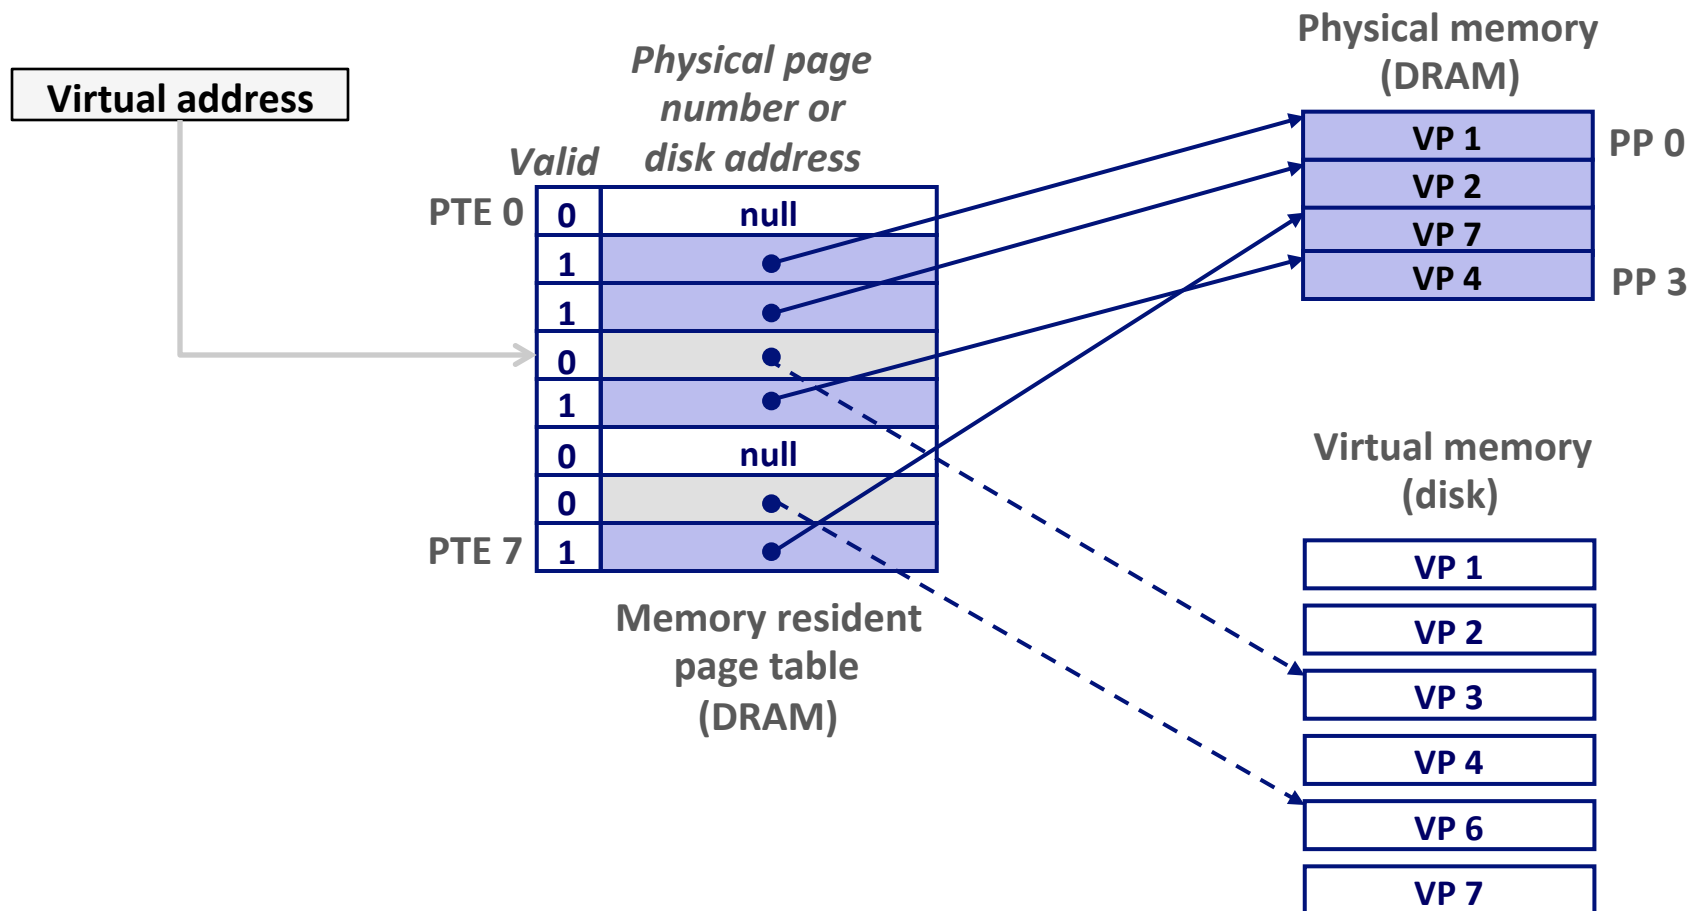 Virtual address
Physical page
number or
disk address
Valid
PTE 0
0
null
1
1
0
1
0
null
0
PTE 7
1
Memory resident
page table
(DRAM)
Physical memory
(DRAM)
VP 1
PP 0
VP 2
VP 7
VP 4
PP 3
Virtual memory
(disk)
VP 1
VP 2
VP 3
VP 4
VP 6
VP 7